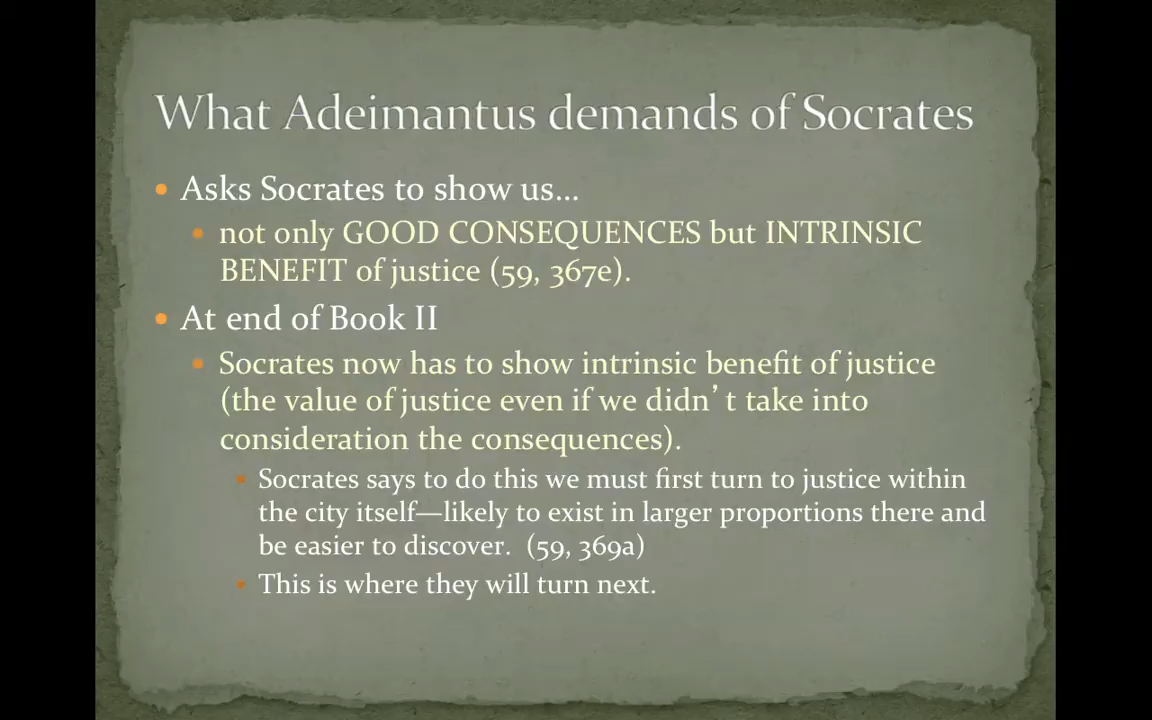 What Adeimantus demands of Socrates
• Asks Socrates to show us…
• not only GOOD CONSEQUENCES but INTRINSIC
BENEFIT of justice (59, 367e).
• At end of Book II
• Socrates now has to show intrinsic benefit of justice
(the value of justice even if we didn’t take into
consideration the consequences).
• Socrates says to do this we must first turn to justice within
the city itself—likely to exist in larger proportions there and
be easier to discover. (59, 369a)
• This is where they will turn next.